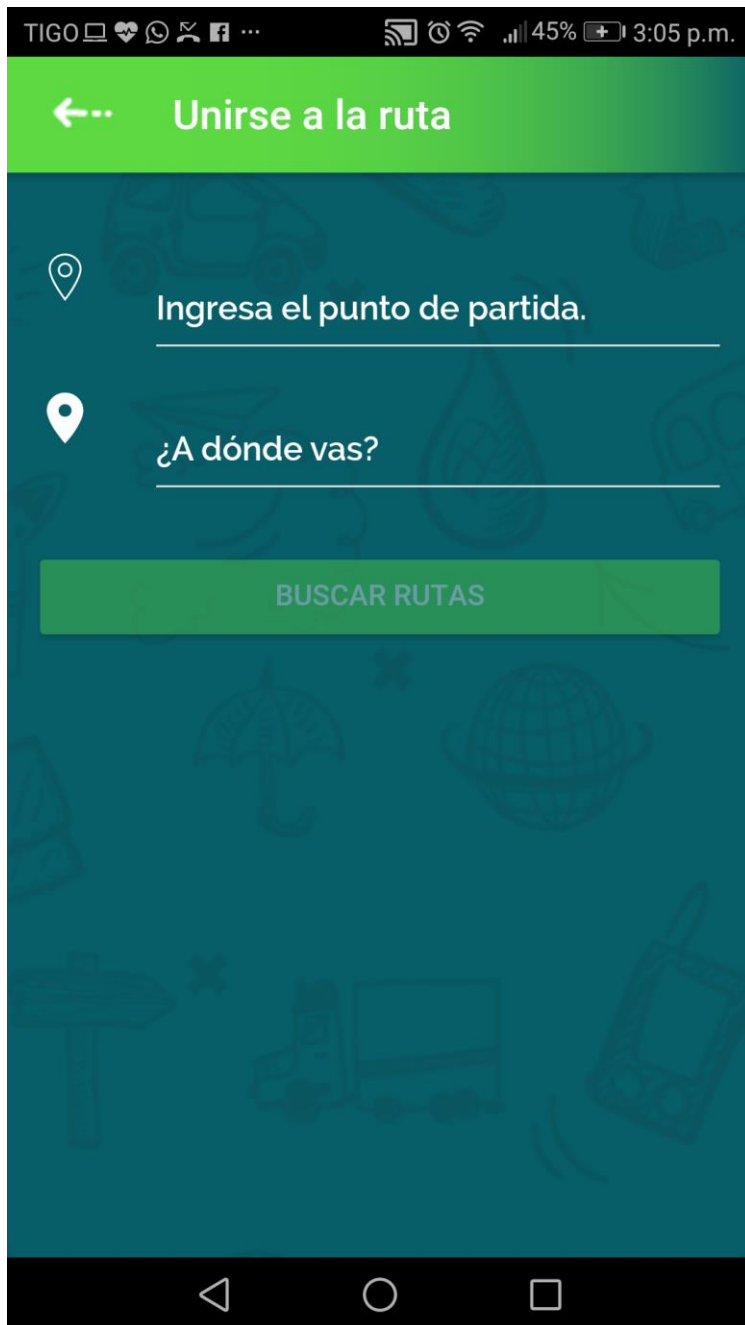 TIGO ... 45% 3:05 p.m.
Unirse a la ruta
Ingresa el punto de partida.
¿A dónde vas?
BUSCAR RUTAS